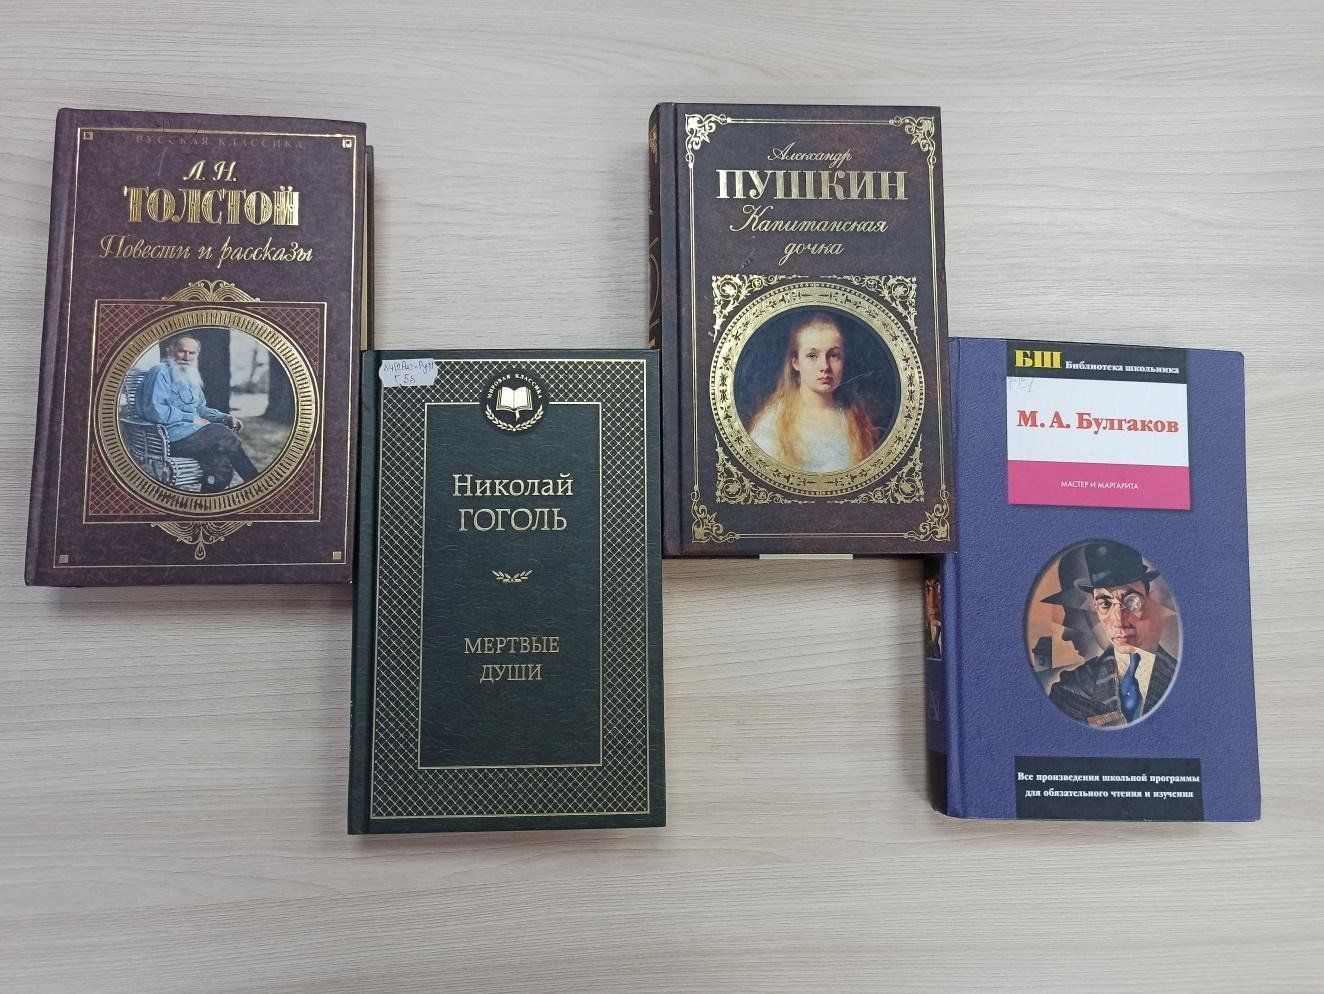 РУССКАЯ КЛАССИКА
Л. Н.
ТОЛСТОЙ
Повести и рассказы
МИРОВАЯ КЛАССИКА
Николай
ГОГОЛЬ
МЕРТВЫЕ
ДУШИ
Александр
ПУШКИН
Капитанская
дочка
БШ Библиотека школьника
М. А. Булгаков
МАСТЕР И МАРГАРИТА
Все произведения школьной программы
для обязательного чтения и изучения